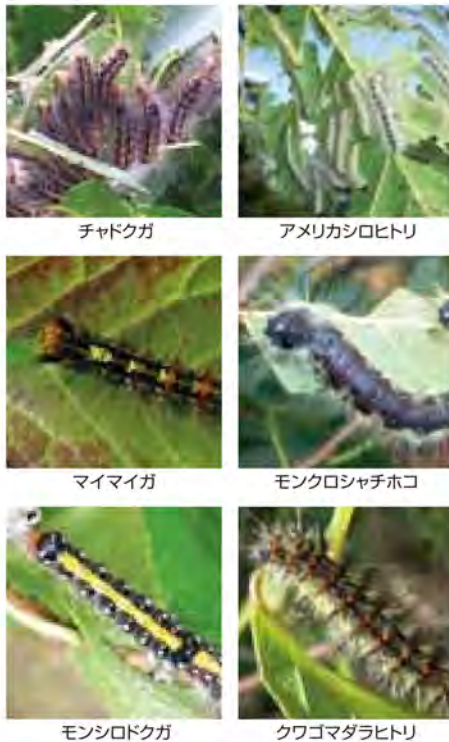 チャドクガ
アメリカシロヒトリ
マイマイガ
モンクロシャチホコ
モンシロドクガ
クワゴマダラヒトリ